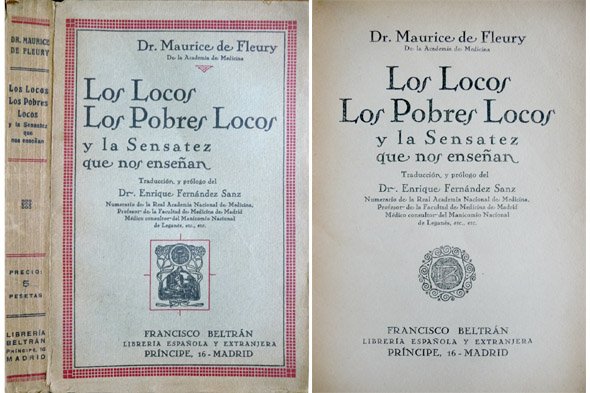 DR. MAURICE
DE FLEURY
Los Locos
Los Pobres
Locos
y la Sensatez
que
nos enseñan
PRECIO:
5
PESETAS
LIBRERÍA
BELTRÁN
PRÍNCIPE, 16
MADRID
Dr. Maurice de Fleury
De la Academia de Medicina
Los Locos
Los Pobres Locos
y la Sensatez
que nos enseñan
Traducción, y prólogo del
Dr. Enrique Fernández Sanz
Numerario de la Real Academia Nacional de Medicina,
Profesor de la Facultad de Medicina de Madrid
Médico consultor del Manicomio Nacional
de Leganés, etc., etc.
FRANCISCO BELTRÁN
LIBRERÍA ESPAÑOLA Y EXTRANJERA
PRÍNCIPE, 16 - MADRID
Dr. Maurice de Fleury
De la Academia de Medicina
Los Locos
Los Pobres Locos
y la Sensatez
que nos enseñan
Traducción, y prólogo del
Dr. Enrique Fernández Sanz
Numerario de la Real Academia Nacional de Medicina,
Profesor de la Facultad de Medicina de Madrid
Médico consultor del Manicomio Nacional
de Leganés, etc., etc.
FRANCISCO BELTRÁN
LIBRERÍA ESPAÑOLA Y EXTRANJERA
PRÍNCIPE, 16 - MADRID